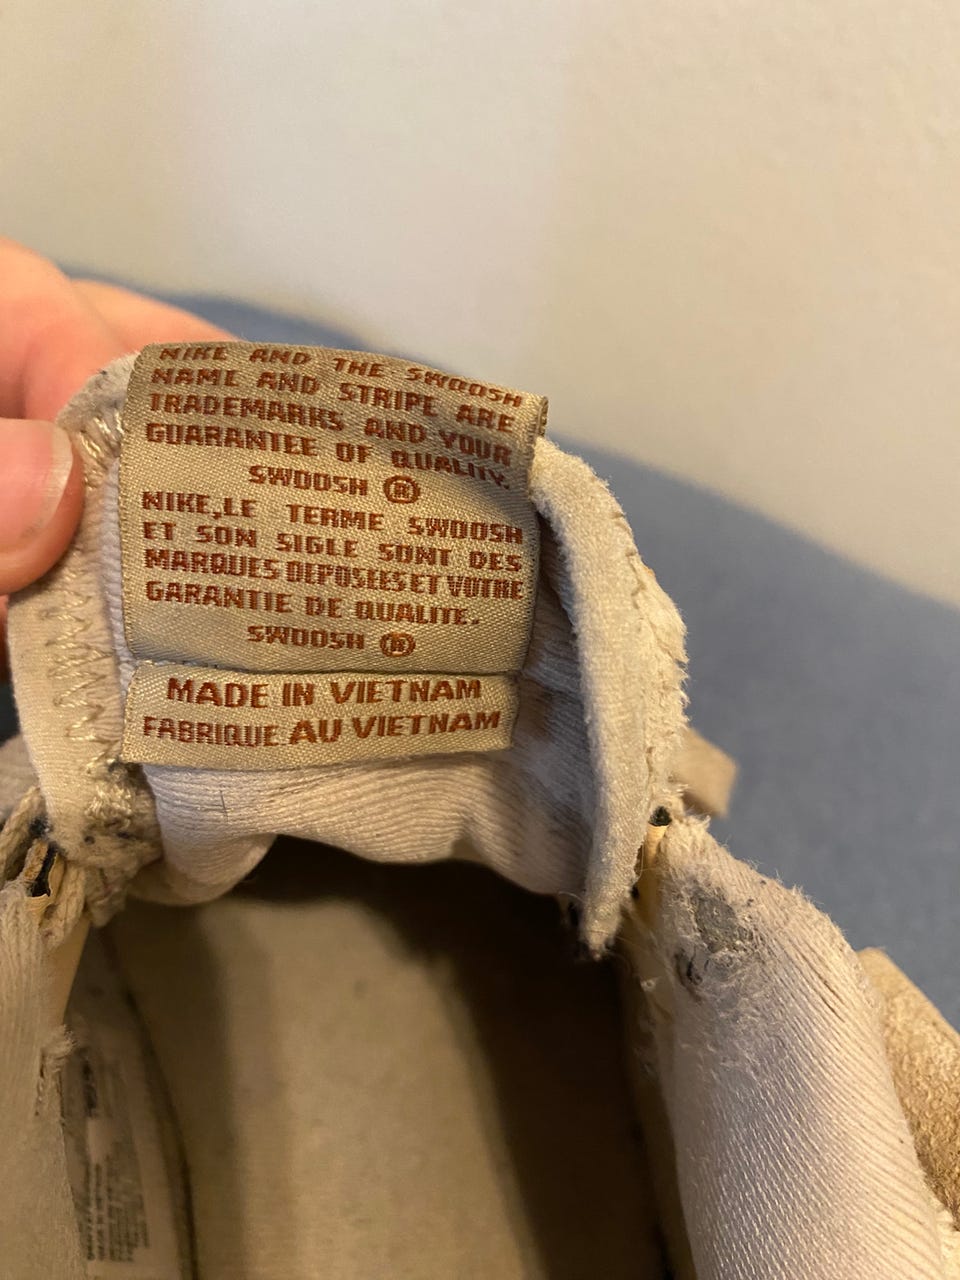 NIKE AND THE SWOOSH
NAME AND STRIPE ARE
TRADEMARKS AND YOUR
GUARANTEE OF QUALITY.
SWOOSH ®
NIKE,LE TERME SWOOSH
ET SON SIGLE SONT DES
MARQUES DEPOSEES ET VOTRE
GARANTIE DE QUALITE.
SWOOSH ®
MADE IN VIETNAM
FABRIQUE AU VIETNAM